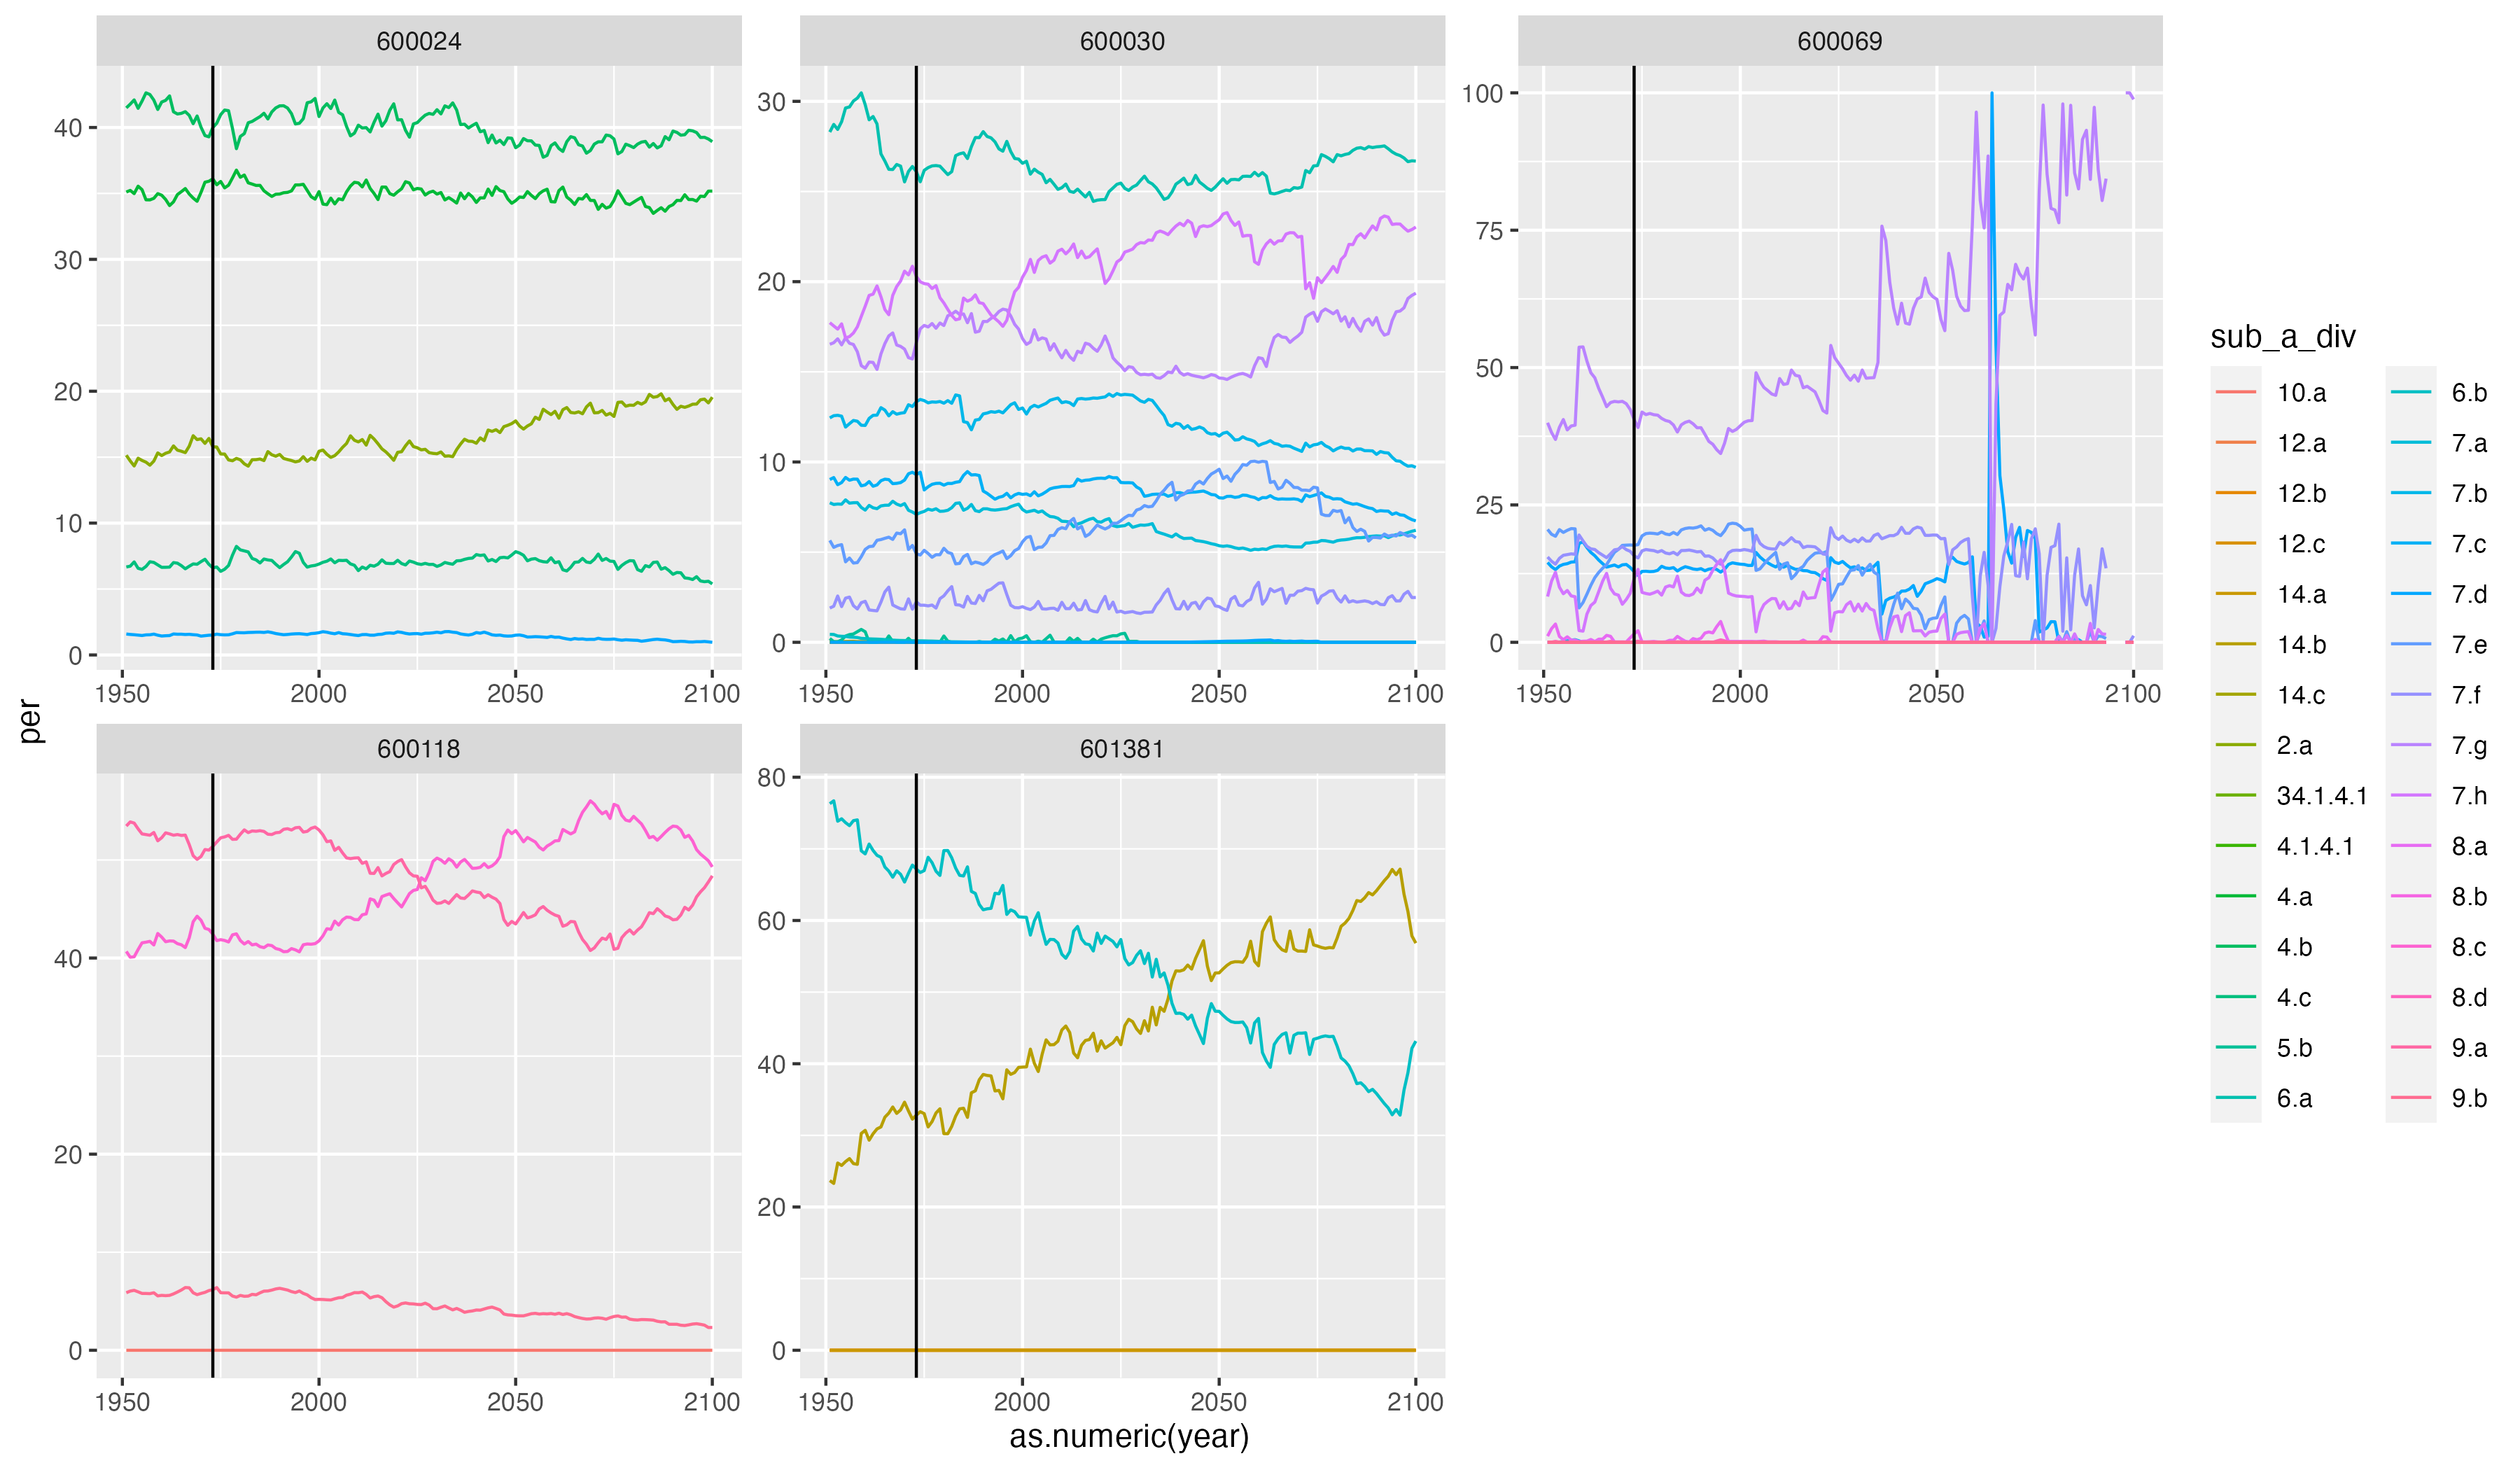 600024
600030
600069
40
30
20
10
0
1950 2000 2050 2100
30
20
10
0
1950 2000 2050 2100
100
75
50
25
0
1950 2000 2050 2100
600118
601381
40
20
0
1950 2000 2050 2100
80
60
40
20
0
1950 2000 2050 2100
per
as.numeric(year)
sub_a_div
10.a
12.a
12.b
12.c
14.a
14.b
14.c
2.a
34.1.4.1
4.1.4.1
4.a
4.b
4.c
5.b
6.a
6.b
7.a
7.b
7.c
7.d
7.e
7.f
7.g
7.h
8.a
8.b
8.c
8.d
9.a
9.b